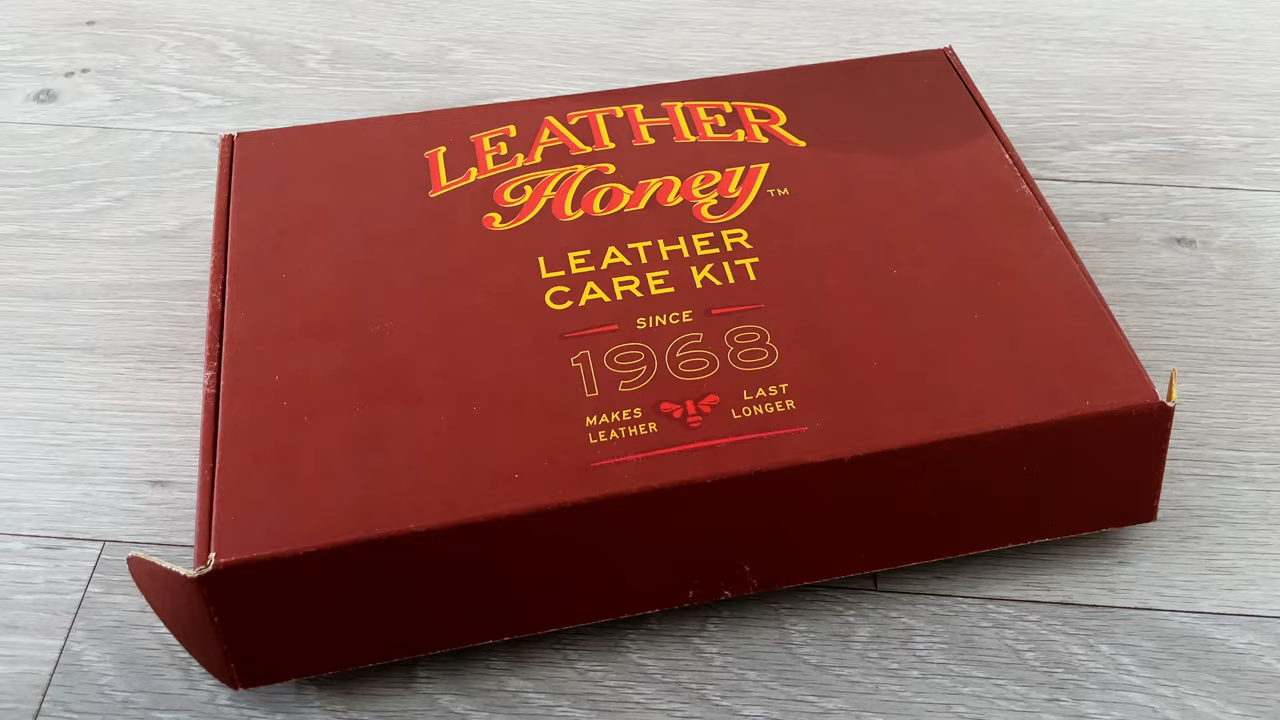 LEATHER
Honey™
LEATHER
CARE KIT
SINCE
1968
MAKES
LEATHER
LAST
LONGER